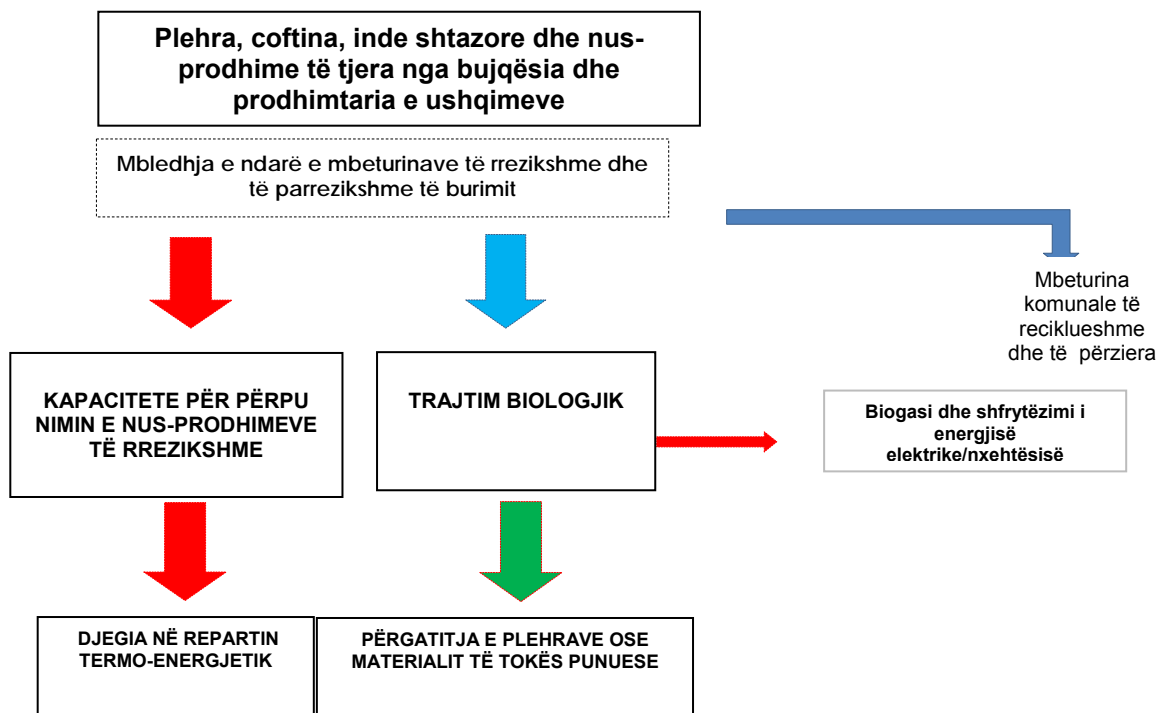 Plehra, coftina, inde shtazore dhe nus-
prodhime të tjera nga bujqësia dhe
prodhimtaria e ushqimeve
Mbledhja e ndarë e mbeturinave të rrezikshme dhe
të parrezikshme të burimit
Mbeturina
komunale të
reciklueshme
dhe të përziera
KAPACITETE PËR PËRPU
NIMIN E NUS-PRODHIMEVE
TË RREZIKSHME
TRAJTIM BIOLOGJIK
Biogasi dhe shfrytëzimi i
energjisë
elektrike/nxehtësisë
DJEGIA NË REPARTIN
TERMO-ENERGJETIK
PËRGATITJA E PLEHRAVE OSE
MATERIALIT TË TOKËS PUNUESE